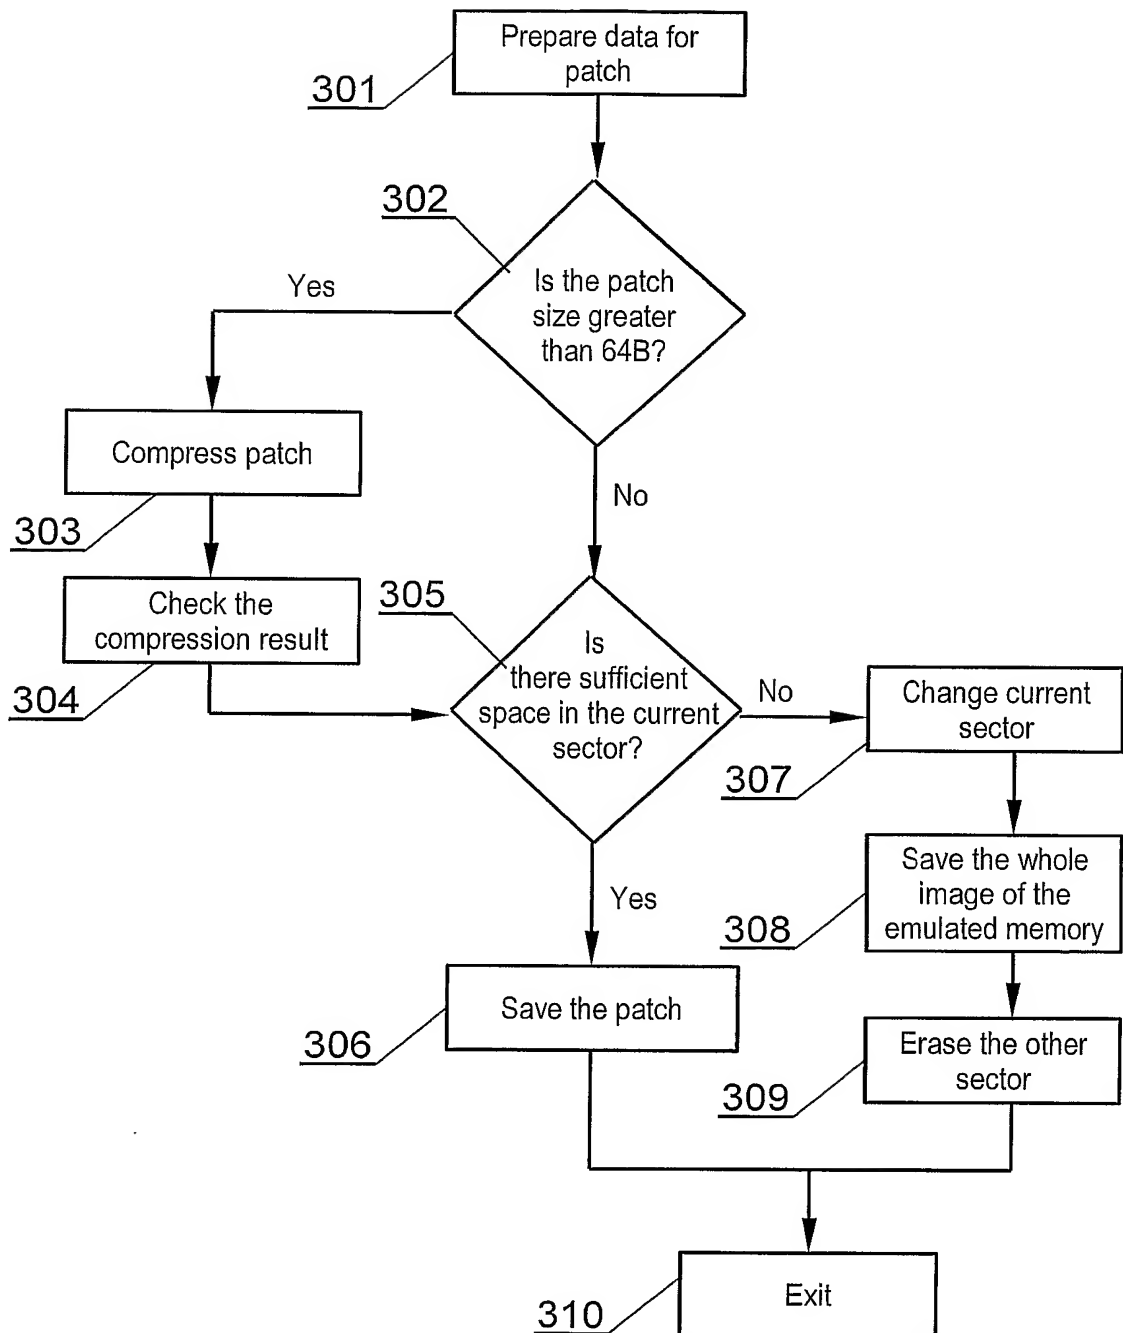 Prepare data for
patch
301
302
Is the patch
size greater
than 64B?
Yes
Compress patch
303
No
Check the
compression result
304
305
Is
there sufficient
space in the current
sector?
No
Change current
sector
307
Yes
Save the whole
image of the
emulated memory
308
Save the patch
306
Erase the other
sector
309
Exit
310